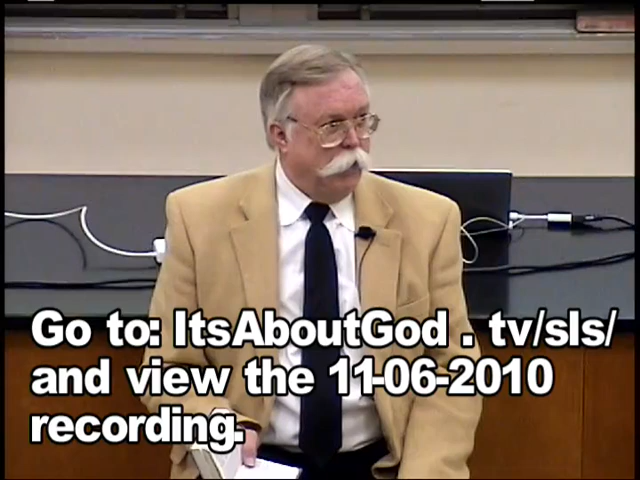 Go to: ItsAboutGod . tv/sls/
and view the 11-06-2010
recording.